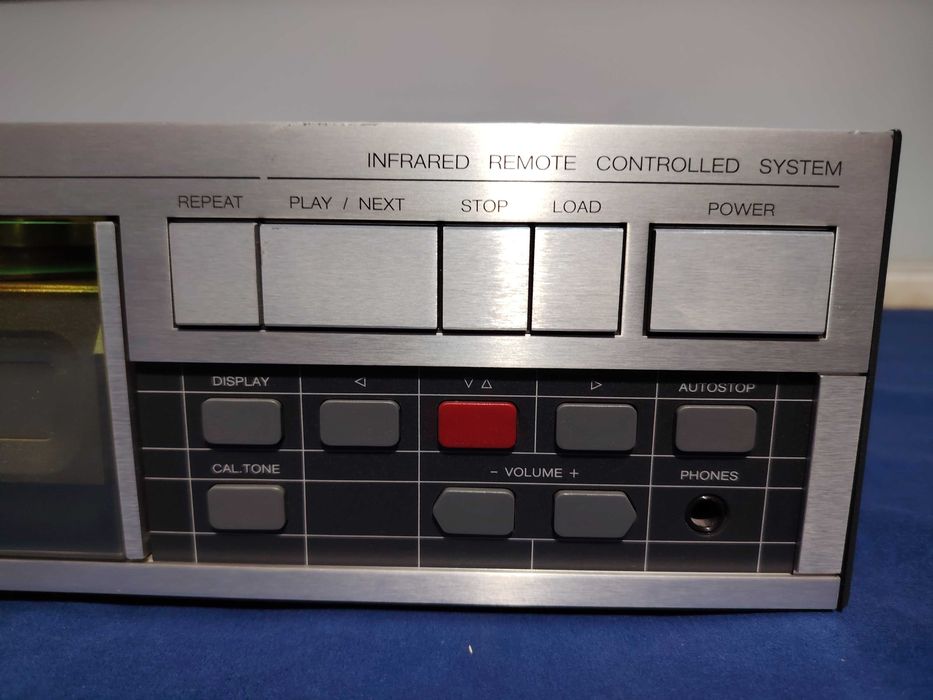 INFRARED REMOTE CONTROLLED SYSTEM
REPEAT PLAY / NEXT STOP LOAD POWER
DISPLAY ◁ ▽ △ ▷ AUTOSTOP
CAL.TONE - VOLUME + PHONES